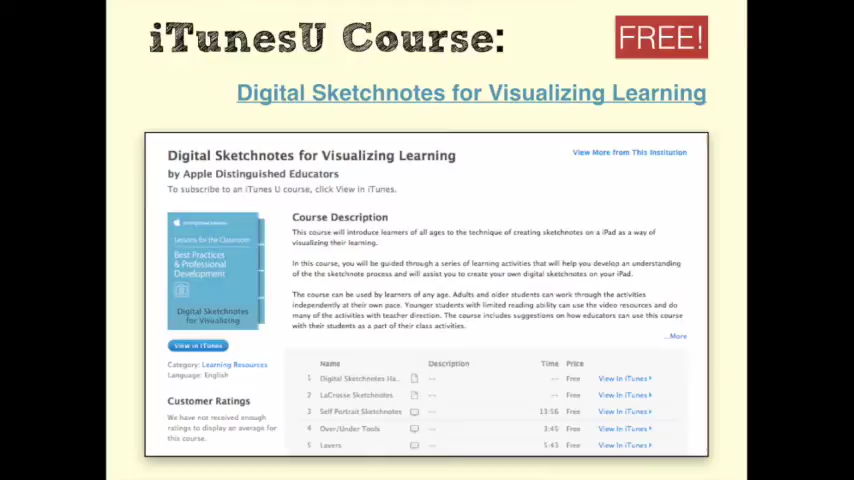 iTunesU Course:
FREE!
Digital Sketchnotes for Visualizing Learning
Digital Sketchnotes for Visualizing Learning
View More from This Institution
by Apple Distinguished Educators
To subscribe to an iTunes U course, click View in iTunes.
Lessons for the Classroom
Best Practices
& Professional
Development
Digital Sketchnotes
for Visualizing
View in iTunes
Category: Learning Resources
Language: English
Customer Ratings
We have not received enough
ratings to display an average for
this course.
Course Description
This course will introduce learners of all ages to the technique of creating sketchnotes on a iPad as a way of
visualizing their learning.
In this course, you will be guided through a series of learning activities that will help you develop an understanding
of the the sketchnote process and will assist you to create your own digital sketchnotes on your iPad.
The course can be used by learners of any age. Adults and older students can work through the activities
independently at their own pace. Younger students with limited reading ability can use the video resources and do
many of the activities with teacher direction. The course includes suggestions on how educators can use this course
with their students as a part of their class activities.
...More
Name Description Time Price
1 Digital Sketchnotes Ha... -- -- Free View In iTunes
2 LaCrosse Sketchnotes -- -- Free View In iTunes
3 Self Portrait Sketchnotes -- 13:56 Free View In iTunes
4 Over/Under Tools -- 3:45 Free View In iTunes
5 Layers -- 5:43 Free View In iTunes